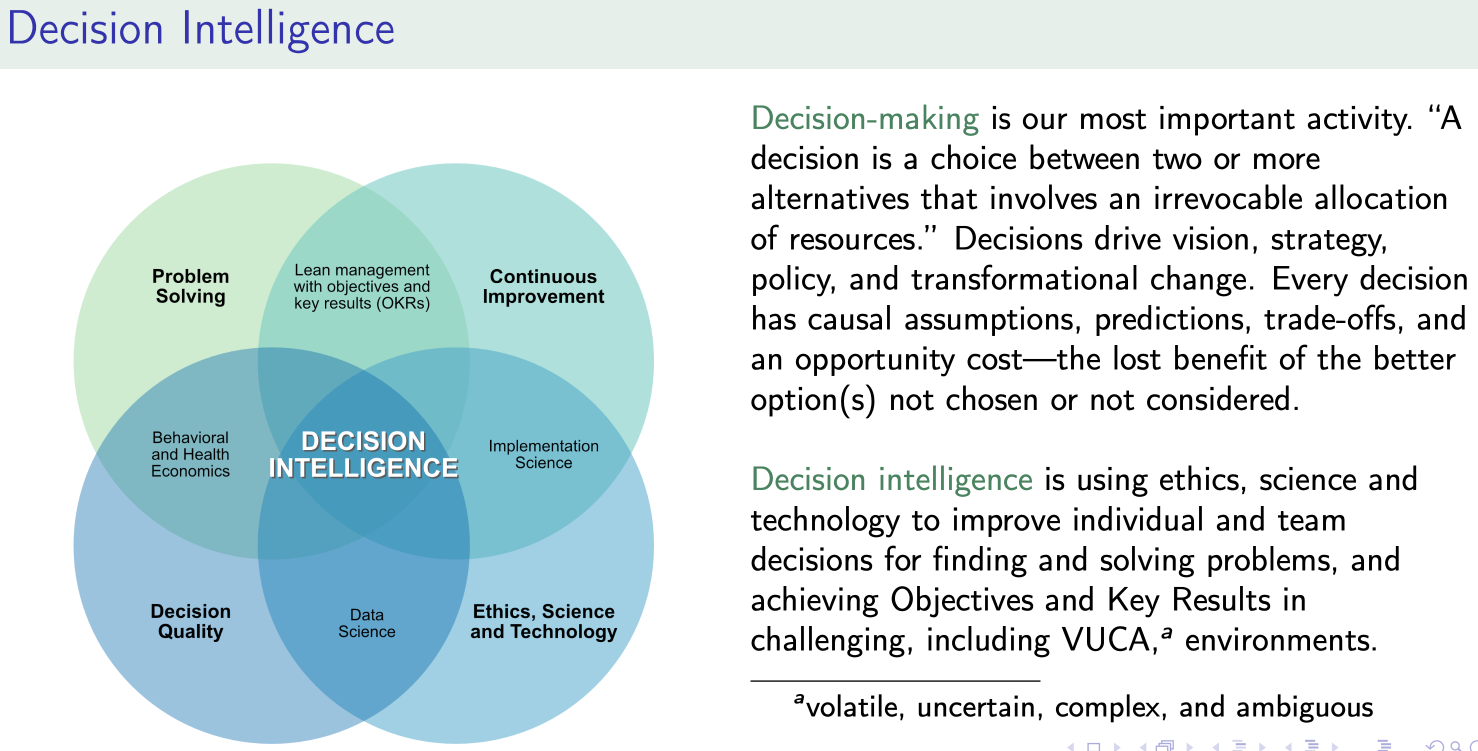 Decision Intelligence
Problem
Solving
Lean management
with objectives and
key results (OKRs)
Continuous
Improvement
Behavioral
and Health
Economics
DECISION
INTELLIGENCE
Implementation
Science
Decision
Quality
Data
Science
Ethics, Science
and Technology
Decision-making is our most important activity. “A
decision is a choice between two or more
alternatives that involves an irrevocable allocation
of resources.” Decisions drive vision, strategy,
policy, and transformational change. Every decision
has causal assumptions, predictions, trade-offs, and
an opportunity cost—the lost benefit of the better
option(s) not chosen or not considered.
Decision intelligence is using ethics, science and
technology to improve individual and team
decisions for finding and solving problems, and
achieving Objectives and Key Results in
challenging, including VUCA,ᵃ environments.
ᵃvolatile, uncertain, complex, and ambiguous